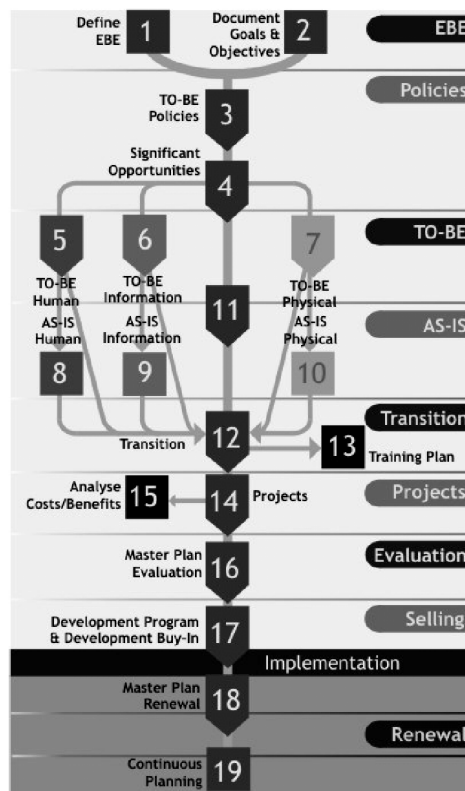 Define
EBE
1
Document
Goals &
Objectives
2
EBE
Policies
TO-BE
Policies
3
Significant
Opportunities
4
TO-BE
5
6
7
TO-BE
Human
TO-BE
Information
TO-BE
Physical
11
AS-IS
AS-IS
Human
AS-IS
Information
AS-IS
Physical
8
9
10
Transition
Transition
12
13
Training Plan
Projects
Analyse
Costs/Benefits
15
14
Projects
Evaluation
Master Plan
Evaluation
16
Selling
Development Program
& Development Buy-In
17
Implementation
Master Plan
Renewal
18
Renewal
Continuous
Planning
19